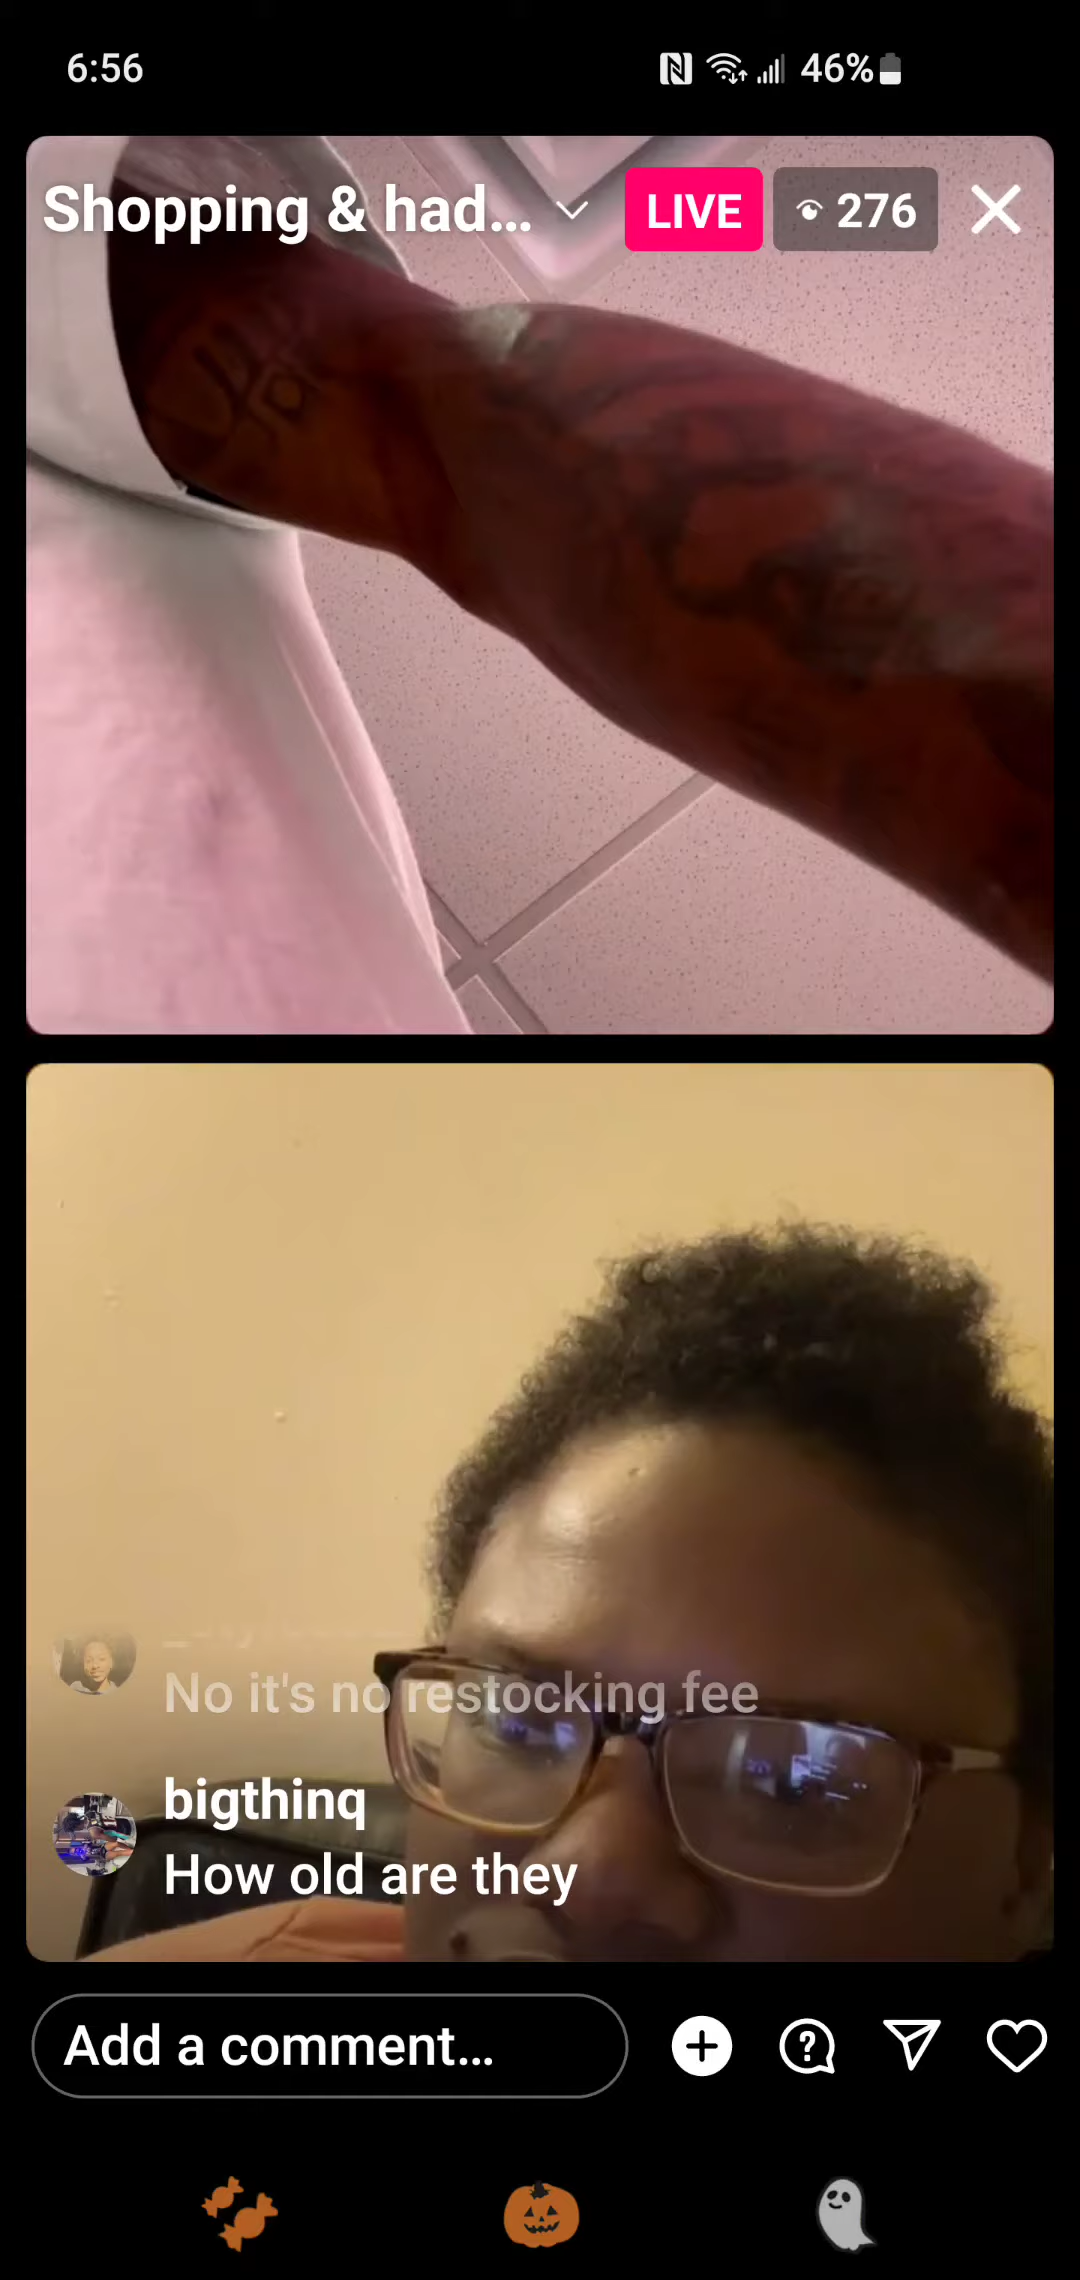 6:56
46%
Shopping & had...
LIVE
276
No it's no restocking fee
bigthinq
How old are they
Add a comment...